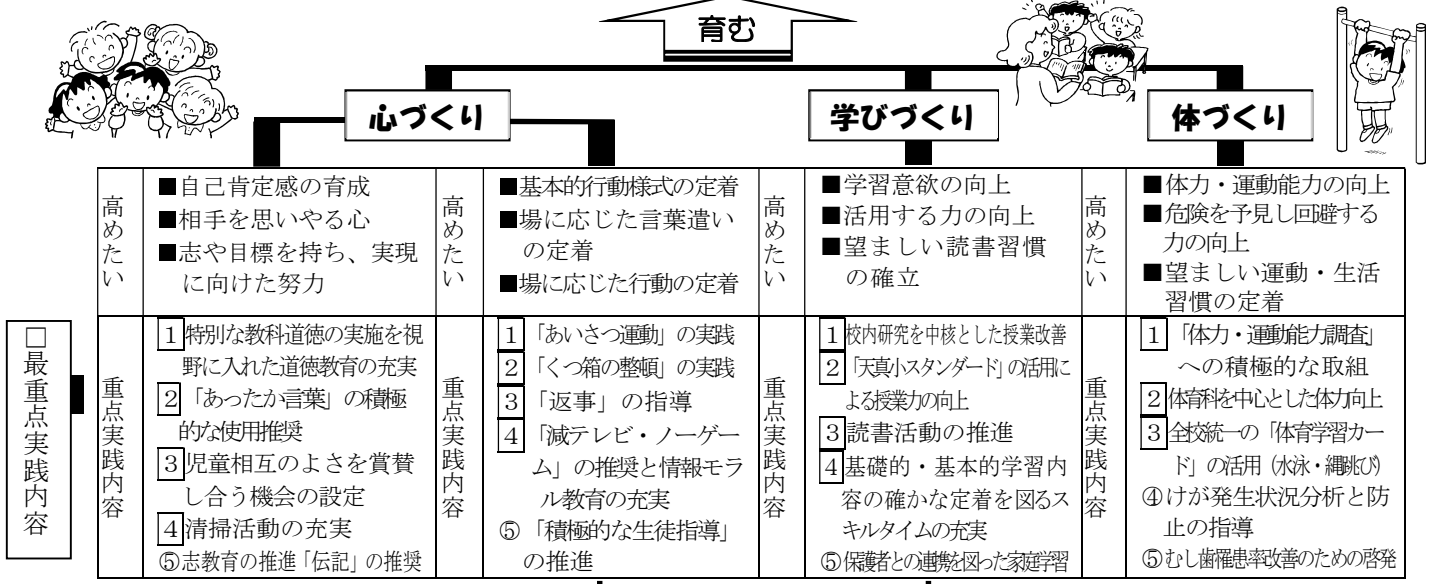 育む
心づくり
学びづくり
体づくり
高めたい
■自己肯定感の育成
■相手を思いやる心
■志や目標を持ち、実現
に向けた努力
高めたい
■基本的行動様式の定着
■場に応じた言葉遣い
の定着
■場に応じた行動の定着
高めたい
■学習意欲の向上
■活用する力の向上
■望ましい読書習慣
の確立
高めたい
■体力・運動能力の向上
■危険を予見し回避する
力の向上
■望ましい運動・生活
習慣の定着
□最重点実践内容
重点実践内容
1特別な教科道徳の実施を視
野に入れた道徳教育の充実
2「あったか言葉」の積極
的な使用推奨
3児童相互のよさを賞賛
し合う機会の設定
4清掃活動の充実
⑤志教育の推進「伝記」の推奨
重点実践内容
1「あいさつ運動」の実践
2「くつ箱の整頓」の実践
3「返事」の指導
4「減テレビ・ノーゲー
ム」の推奨と情報モラ
ル教育の充実
⑤「積極的な生徒指導」
の推進
重点実践内容
1校内研究を中核とした授業改善
2「天真小スタンダード」の活用に
よる授業力の向上
3読書活動の推進
4基礎的・基本的学習内
容の確かな定着を図るス
キルタイムの充実
⑤保護者との連携を図った家庭学習
重点実践内容
1「体力・運動能力調査」
への積極的な取組
2体育科を中心とした体力向上
3全校統一の「体育学習カー
ド」の活用（水泳・縄跳び）
④けが発生状況分析と防
止の指導
⑤むし歯罹患率改善のための啓発